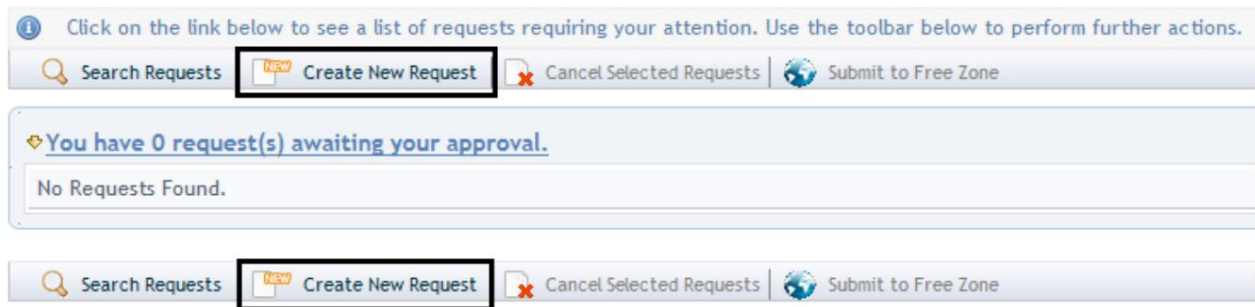 Click on the link below to see a list of requests requiring your attention. Use the toolbar below to perform further actions.
Search Requests NEW Create New Request Cancel Selected Requests Submit to Free Zone
You have 0 request(s) awaiting your approval.
No Requests Found.
Search Requests NEW Create New Request Cancel Selected Requests Submit to Free Zone